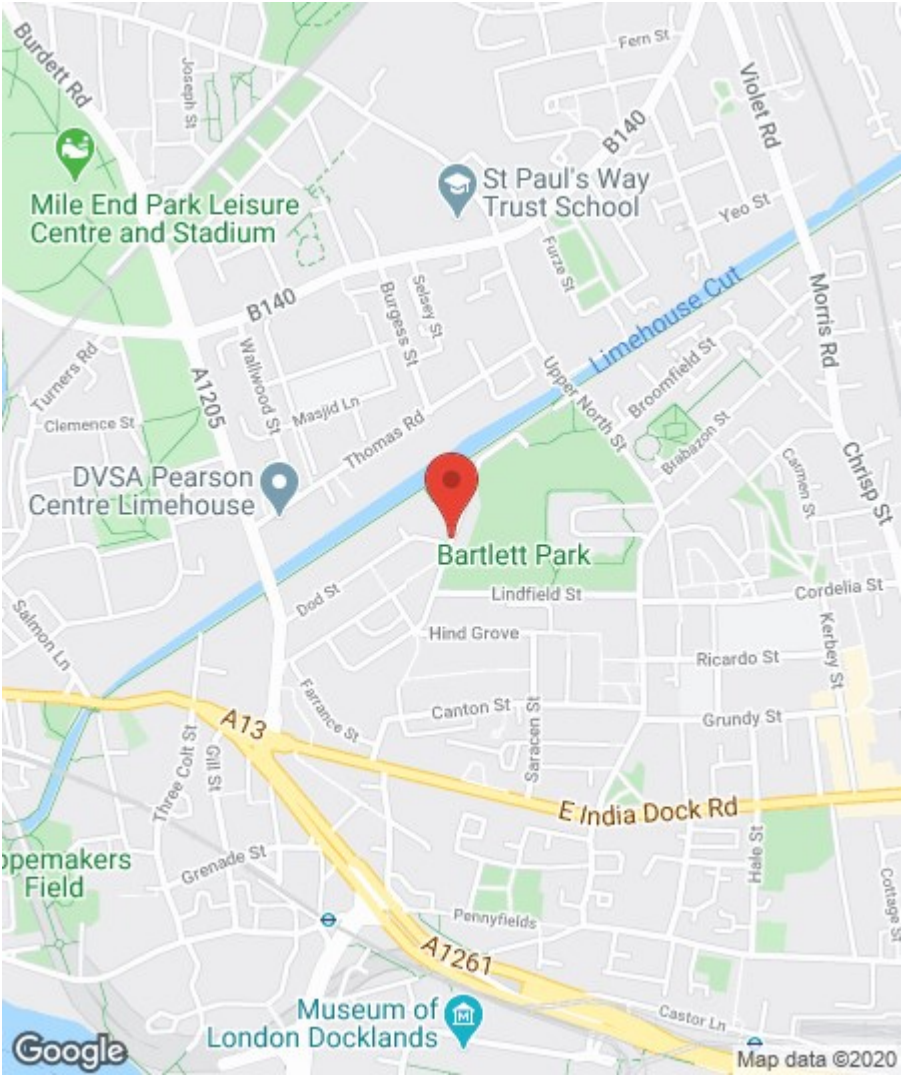 Burdett Rd
Joseph St
Fern St
Violet Rd
B140
St Paul's Way
Trust School
Mile End Park Leisure
Centre and Stadium
Yeo St
Furze St
Selsey St
Burgess St
B140
Limehouse Cut
Morris Rd
Turners Rd
Wallwood St
A1205
Masjid Ln
Clemence St
Thomas Rd
Upper North St
Broomfield St
Brabazon St
Chrisp St
Carmen St
DVSA Pearson
Centre Limehouse
Bartlett Park
Dod St
Lindfield St
Cordelia St
Salmon Ln
Hind Grove
Kerbey St
Ricardo St
Farrance St
Canton St
Saracen St
Grundy St
A13
Three Colt St
Gill St
E India Dock Rd
Hale St
opemakers
Field
Grenade St
Cottage St
Pennyfields
A1261
Museum of
London Docklands
Castor Ln
Google
Map data ©2020